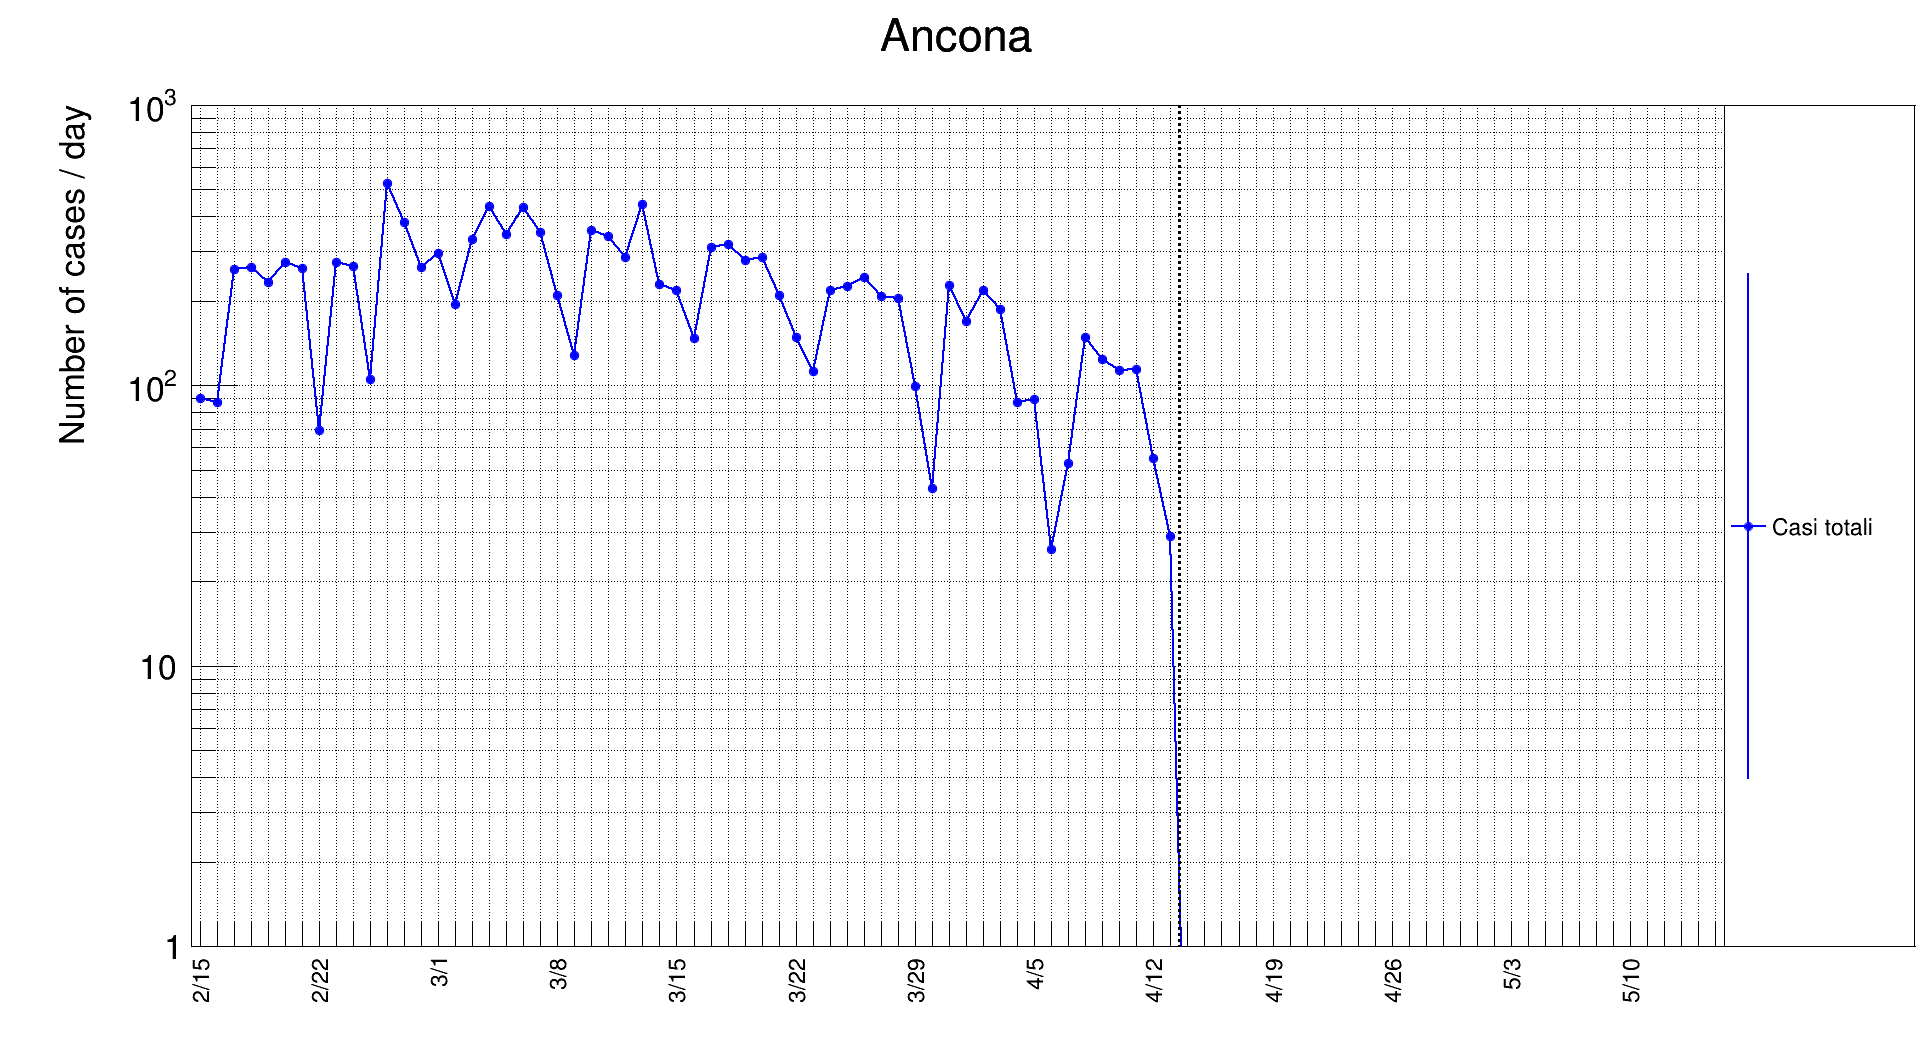 Ancona
Number of cases / day
10³
10²
10
1
2/15 2/22 3/1 3/8 3/15 3/22 3/29 4/5 4/12 4/19 4/26 5/3 5/10
Casi totali